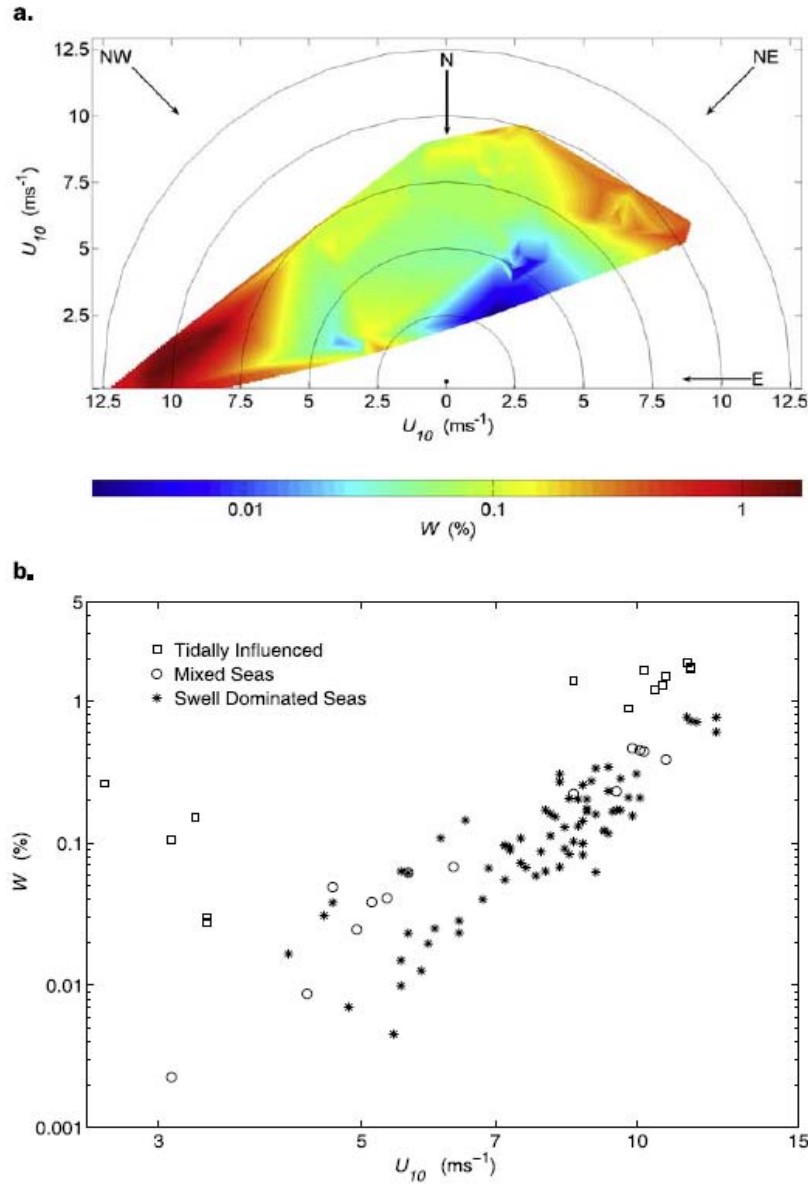 a.
12.5
NW
N
NE
10
7.5
U10 (ms-1)
5
2.5
E
12.5 10 7.5 5 2.5 0 2.5 5 7.5 10 12.5
U10 (ms-1)
0.01 0.1 1
W (%)
b.
5
Tidally Influenced
Mixed Seas
Swell Dominated Seas
1
0.1
W (%)
0.01
0.001
3 5 7 10 15
U10 (ms−1)